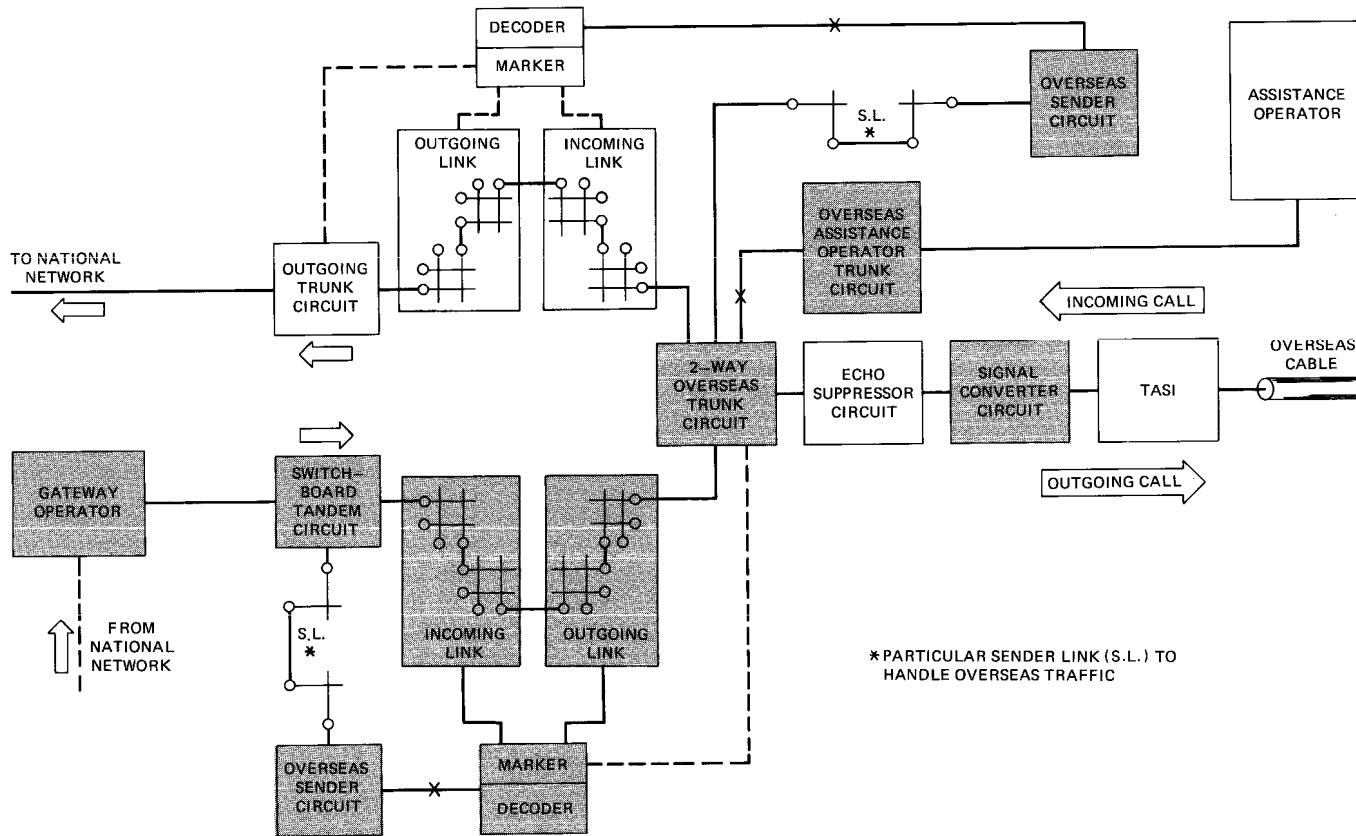 DECODER
MARKER
OUTGOING
LINK
INCOMING
LINK
S.L.
*
OVERSEAS
SENDER
CIRCUIT
ASSISTANCE
OPERATOR
OVERSEAS
ASSISTANCE
OPERATOR
TRUNK
CIRCUIT
TO NATIONAL
NETWORK
OUTGOING
TRUNK
CIRCUIT
INCOMING CALL
2-WAY
OVERSEAS
TRUNK
CIRCUIT
ECHO
SUPPRESSOR
CIRCUIT
SIGNAL
CONVERTER
CIRCUIT
TASI
OVERSEAS
CABLE
OUTGOING CALL
GATEWAY
OPERATOR
SWITCH-
BOARD
TANDEM
CIRCUIT
FROM
NATIONAL
NETWORK
S.L.
*
INCOMING
LINK
OUTGOING
LINK
*PARTICULAR SENDER LINK (S.L.) TO
HANDLE OVERSEAS TRAFFIC
OVERSEAS
SENDER
CIRCUIT
MARKER
DECODER